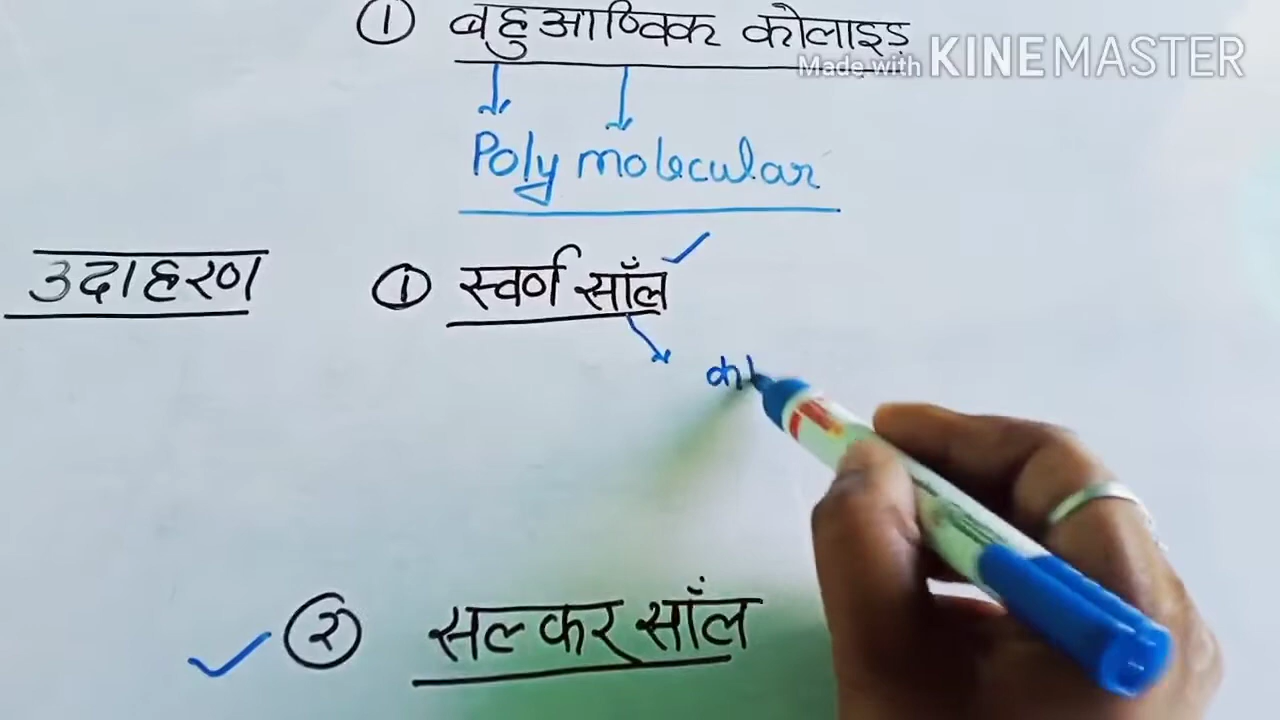 ① बहुआण्विक कोलाइड
Made with KINEMASTER
Poly molecular
उदाहरण ① स्वर्ण सॉल
का
② सल्फर सॉल